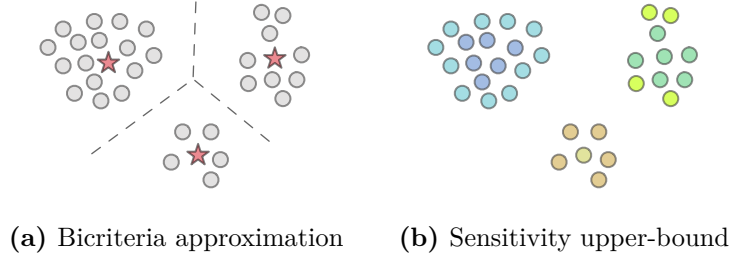 (a) Bicriteria approximation
(b) Sensitivity upper-bound